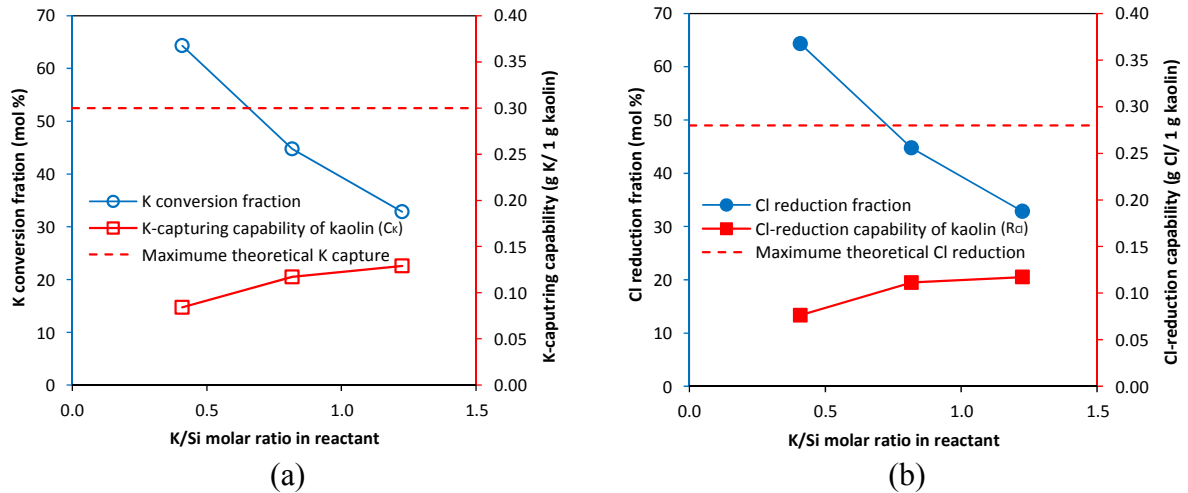 70
60
50
40
30
20
10
0
K conversion fration (mol %)
0.40
0.35
0.30
0.25
0.20
0.15
0.10
0.05
0.00
K-caputring capability (g K/ 1 g kaolin)
K conversion fraction
K-capturing capability of kaolin (CK)
Maximume theoretical K capture
0.0 0.5 1.0 1.5
K/Si molar ratio in reactant
(a)
70
60
50
40
30
20
10
0
Cl reduction fration (mol %)
0.40
0.35
0.30
0.25
0.20
0.15
0.10
0.05
0.00
Cl-reduction capability (g Cl/ 1 g kaolin)
Cl reduction fraction
Cl-reduction capability of kaolin (RCl)
Maximume theoretical Cl reduction
0.0 0.5 1.0 1.5
K/Si molar ratio in reactant
(b)